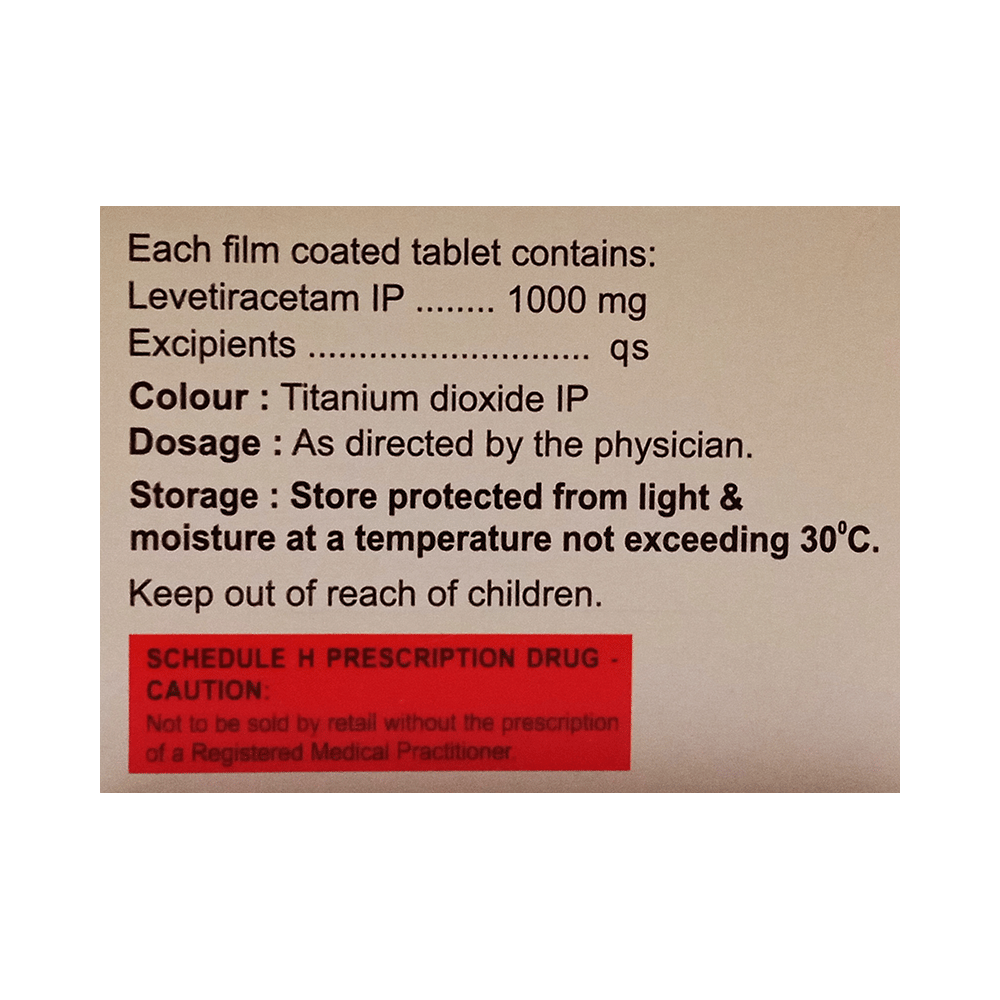 Each film coated tablet contains:
Levetiracetam IP ........ 1000 mg
Excipients ............................ qs
Colour : Titanium dioxide IP
Dosage : As directed by the physician.
Storage : Store protected from light &
moisture at a temperature not exceeding 30⁰C.
Keep out of reach of children.
SCHEDULE H PRESCRIPTION DRUG -
CAUTION:
Not to be sold by retail without the prescription
of a Registered Medical Practitioner.